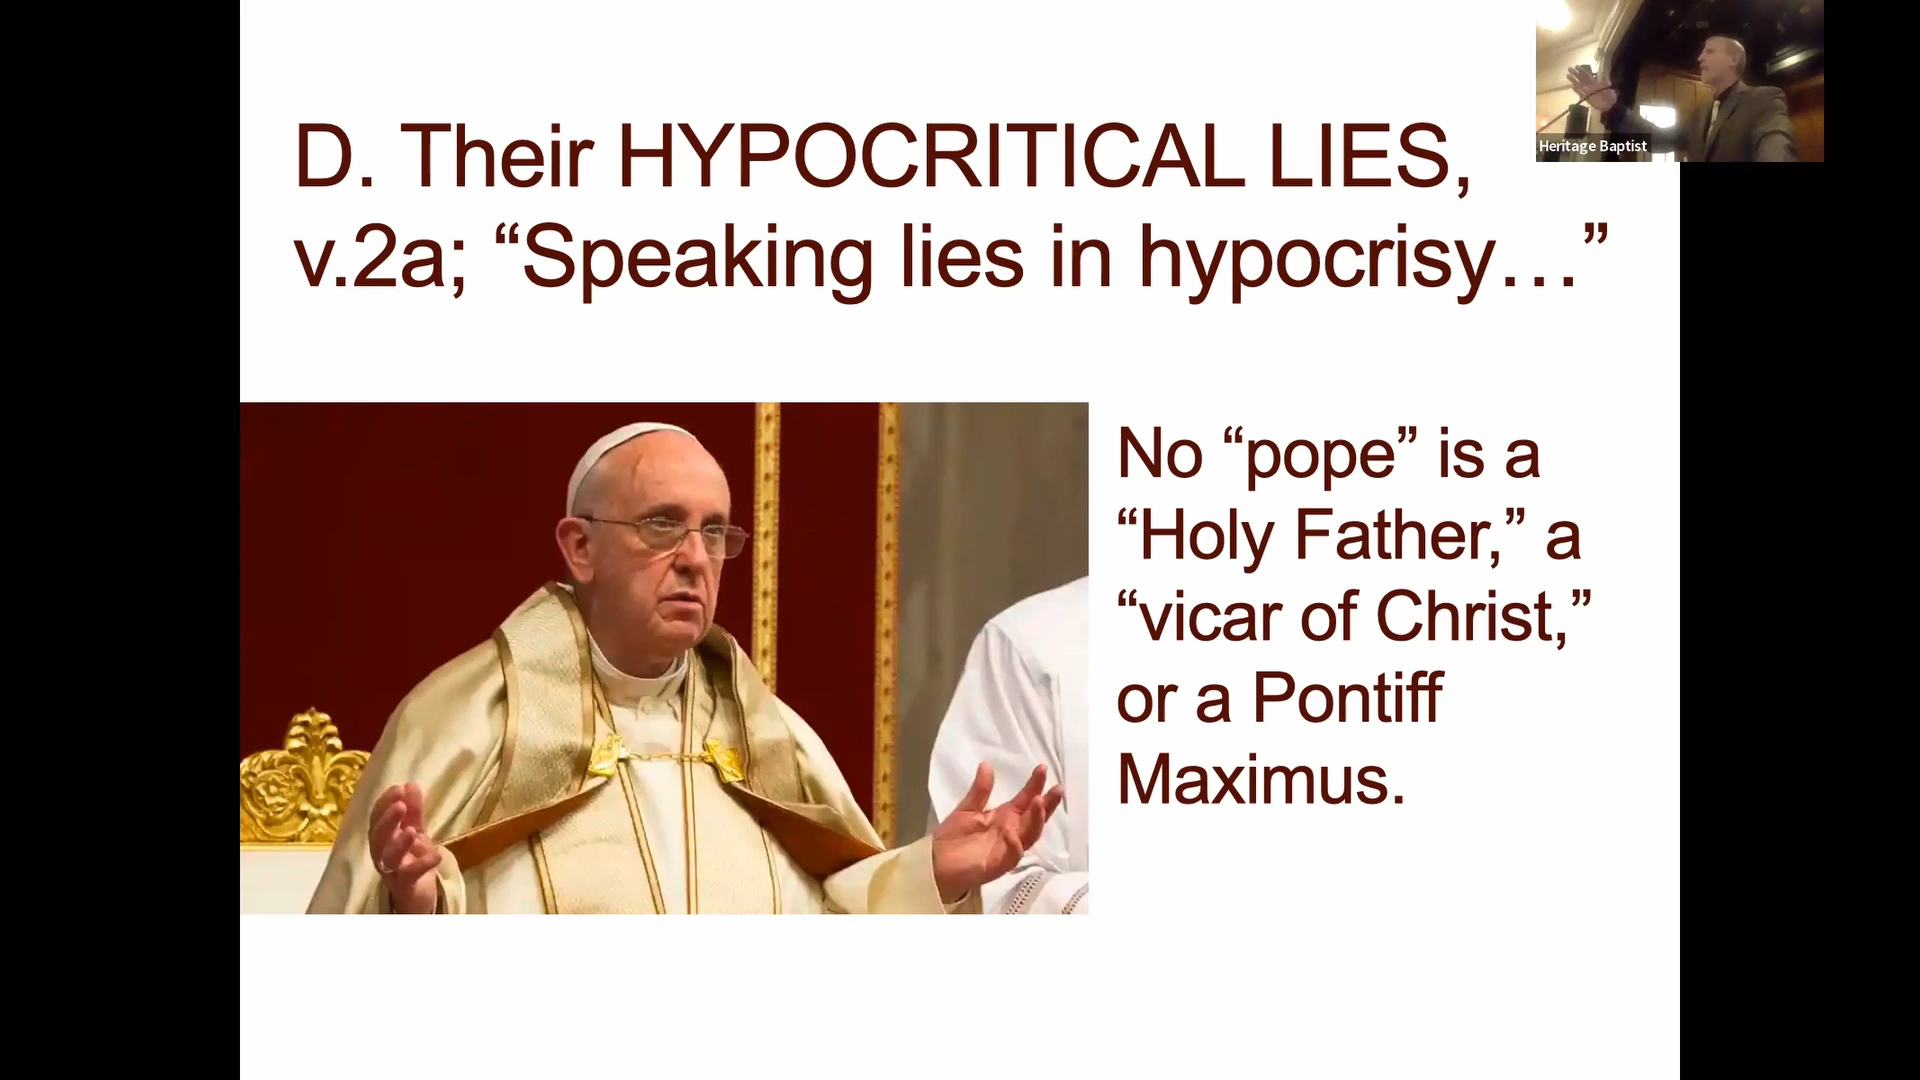 D. Their HYPOCRITICAL LIES,
v.2a; “Speaking lies in hypocrisy…”
Heritage Baptist
No “pope” is a
“Holy Father,” a
“vicar of Christ,”
or a Pontiff
Maximus.